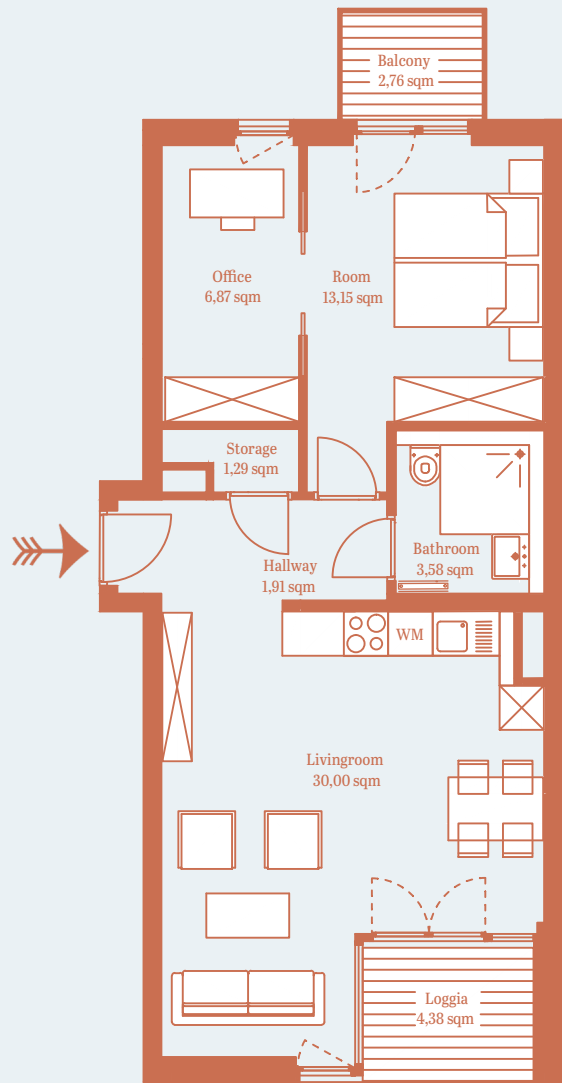 Balcony
2,76 sqm
Office
6,87 sqm
Room
13,15 sqm
Storage
1,29 sqm
Hallway
1,91 sqm
Bathroom
3,58 sqm
WM
Livingroom
30,00 sqm
Loggia
4,38 sqm